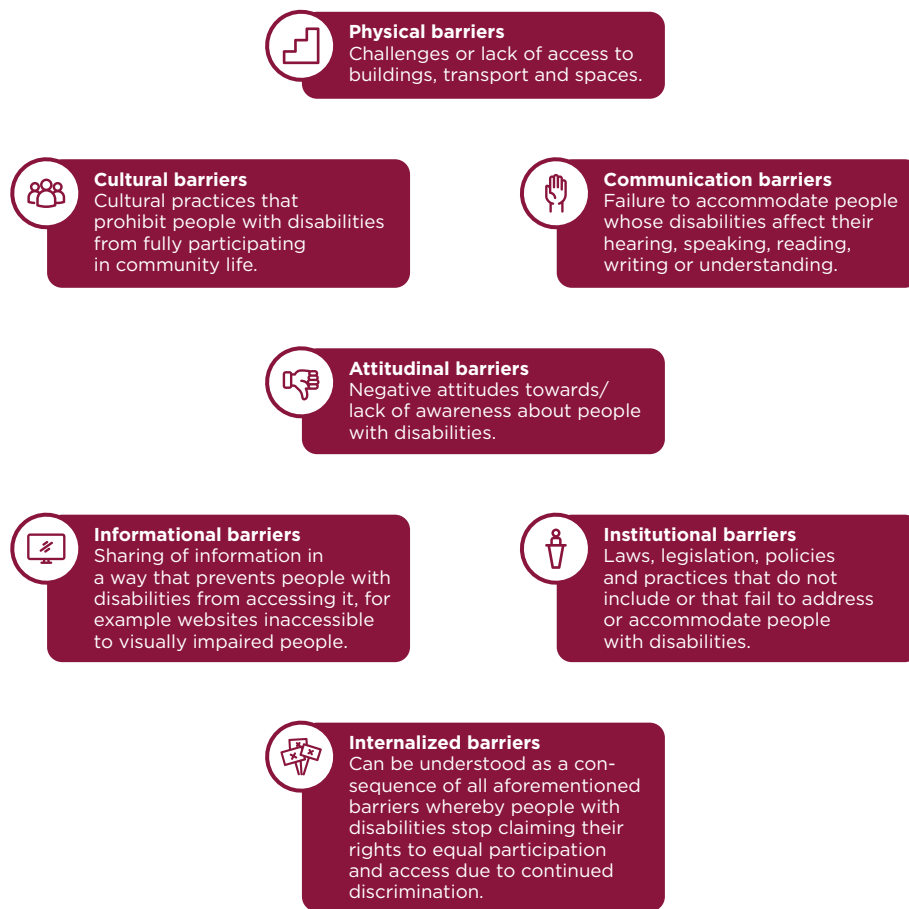 Physical barriers
Challenges or lack of access to
buildings, transport and spaces.
Cultural barriers
Cultural practices that
prohibit people with disabilities
from fully participating
in community life.
Communication barriers
Failure to accommodate people
whose disabilities affect their
hearing, speaking, reading,
writing or understanding.
Attitudinal barriers
Negative attitudes towards/
lack of awareness about people
with disabilities.
Informational barriers
Sharing of information in
a way that prevents people with
disabilities from accessing it, for
example websites inaccessible
to visually impaired people.
Institutional barriers
Laws, legislation, policies
and practices that do not
include or that fail to address
or accommodate people
with disabilities.
Internalized barriers
Can be understood as a con-
sequence of all aforementioned
barriers whereby people with
disabilities stop claiming their
rights to equal participation
and access due to continued
discrimination.